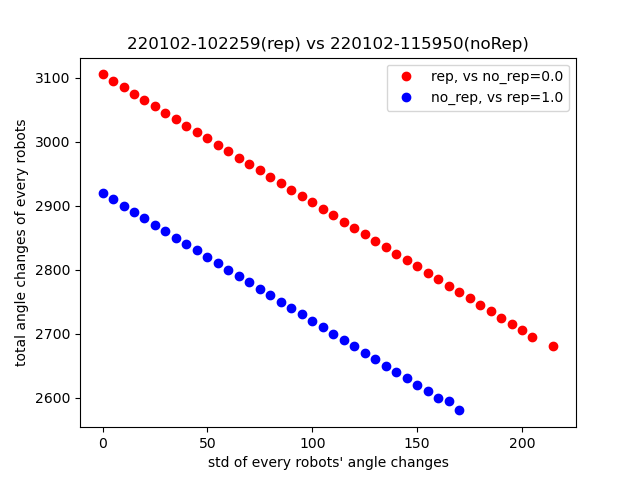 220102-102259(rep) vs 220102-115950(noRep)
rep, vs no_rep=0.0
no_rep, vs rep=1.0
total angle changes of every robots
3100
3000
2900
2800
2700
2600
0 50 100 150 200
std of every robots' angle changes